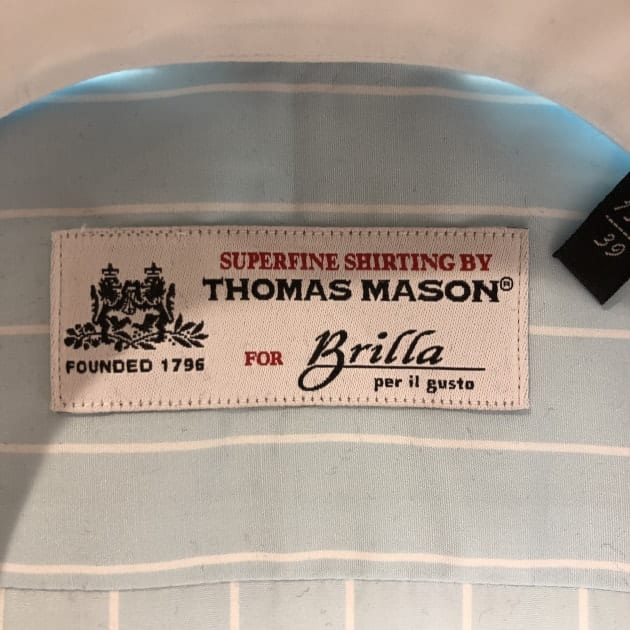 SUPERFINE SHIRTING BY
THOMAS MASON®
FOUNDED 1796
FOR Brilla
per il gusto
39